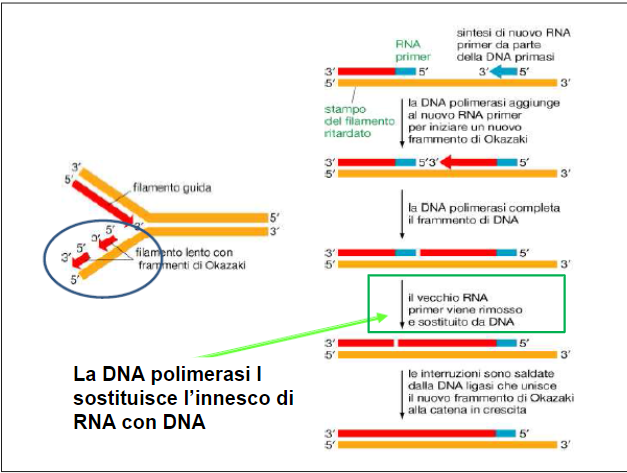 RNA
primer
sintesi di nuovo RNA
primer da parte
della DNA primasi
3′ 5′ 3′ 5′
5′ 3′
stampo
del filamento
ritardato
la DNA polimerasi aggiunge
al nuovo RNA primer
per iniziare un nuovo
frammento di Okazaki
3′ 5′3′ 5′
5′ 3′
la DNA polimerasi completa
il frammento di DNA
3′ 5′
5′ 3′
il vecchio RNA
primer viene rimosso
e sostituito da DNA
3′ 5′
5′ 3′
le interruzioni sono saldate
dalla DNA ligasi che unisce
il nuovo frammento di Okazaki
alla catena in crescita
3′ 5′
5′ 3′
3′
5′
filamento guida
5′
3′
3′
5′
3′
5′
3′
5′
filamento lento con
frammenti di Okazaki
La DNA polimerasi I
sostituisce l’innesco di
RNA con DNA